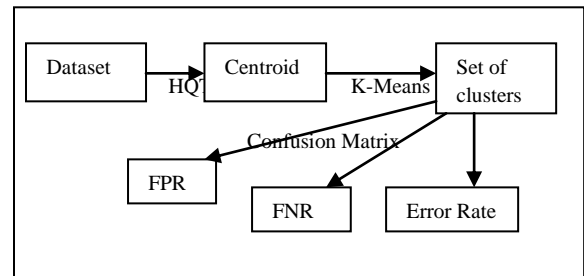 Dataset
Centroid
Set of
clusters
K-Means
Confusion Matrix
FPR
FNR
Error Rate